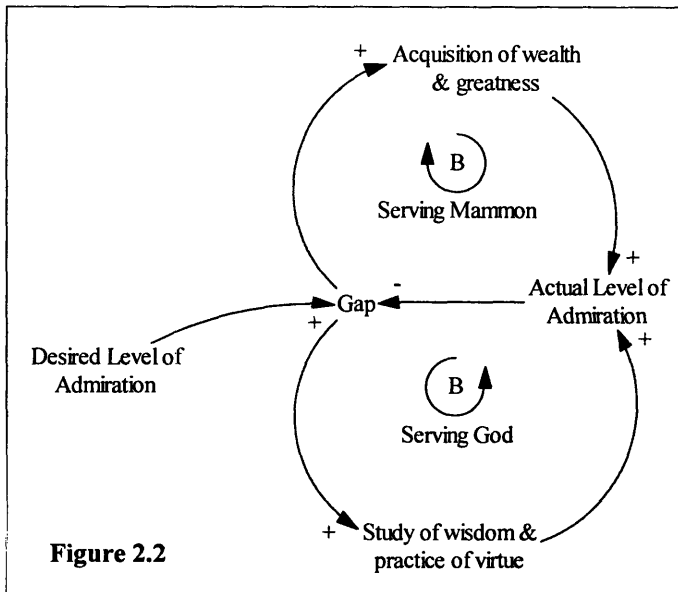 +
Acquisition of wealth
& greatness
B
Serving Mammon
+
-
Gap
Actual Level of
Admiration
+
+
Desired Level of
Admiration
B
Serving God
+
Study of wisdom &
practice of virtue
Figure 2.2